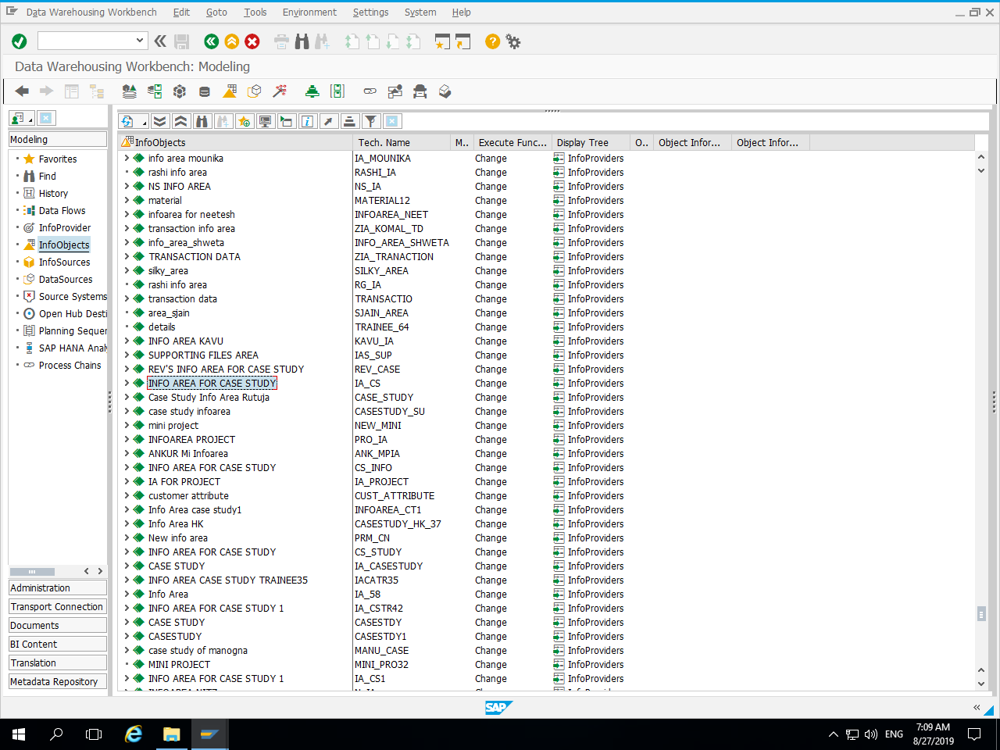 Data Warehousing Workbench Edit Goto Tools Environment Settings System Help
Data Warehousing Workbench: Modeling
Modeling
Favorites
Find
History
Data Flows
InfoProvider
InfoObjects
InfoSources
DataSources
Source Systems
Open Hub Desti
Planning Sequer
SAP HANA Analy
Process Chains
Administration
Transport Connection
Documents
BI Content
Translation
Metadata Repository
InfoObjects Tech. Name M.. Execute Func... Display Tree O.. Object Infor... Object Infor...
info area mounika IA_MOUNIKA Change InfoProviders
rashi info area RASHI_IA Change InfoProviders
NS INFO AREA NS_IA Change InfoProviders
material MATERIAL12 Change InfoProviders
infoarea for neetesh INFOAREA_NEET Change InfoProviders
transaction info area ZIA_KOMAL_TD Change InfoProviders
info_area_shweta INFO_AREA_SHWETA Change InfoProviders
TRANSACTION DATA ZIA_TRANACTION Change InfoProviders
silky_area SILKY_AREA Change InfoProviders
rashi info area RG_IA Change InfoProviders
transaction data TRANSACTIO Change InfoProviders
area_sjain SJAIN_AREA Change InfoProviders
details TRAINEE_64 Change InfoProviders
INFO AREA KAVU KAVU_IA Change InfoProviders
SUPPORTING FILES AREA IAS_SUP Change InfoProviders
REV'S INFO AREA FOR CASE STUDY REV_CASE Change InfoProviders
INFO AREA FOR CASE STUDY IA_CS Change InfoProviders
Case Study Info Area Rutuja CASE_STUDY Change InfoProviders
case study infoarea CASESTUDY_SU Change InfoProviders
mini project NEW_MINI Change InfoProviders
INFOAREA PROJECT PRO_IA Change InfoProviders
ANKUR Mi Infoarea ANK_MPIA Change InfoProviders
INFO AREA FOR CASE STUDY CS_INFO Change InfoProviders
IA FOR PROJECT IA_PROJECT Change InfoProviders
customer attribute CUST_ATTRIBUTE Change InfoProviders
Info Area case study1 INFOAREA_CT1 Change InfoProviders
Info Area HK CASESTUDY_HK_37 Change InfoProviders
New info area PRM_CN Change InfoProviders
INFO AREA FOR CASE STUDY CS_STUDY Change InfoProviders
CASE STUDY IA_CASESTUDY Change InfoProviders
INFO AREA CASE STUDY TRAINEE35 IACATR35 Change InfoProviders
Info Area IA_58 Change InfoProviders
INFO AREA FOR CASE STUDY 1 IA_CSTR42 Change InfoProviders
CASE STUDY CASESTDY Change InfoProviders
CASESTUDY CASESTDY1 Change InfoProviders
case study of manogna MANU_CASE Change InfoProviders
MINI PROJECT MINI_PRO32 Change InfoProviders
INFO AREA FOR CASE STUDY 1 IA_CS1 Change InfoProviders
SAP
ENG
7:09 AM
8/27/2019